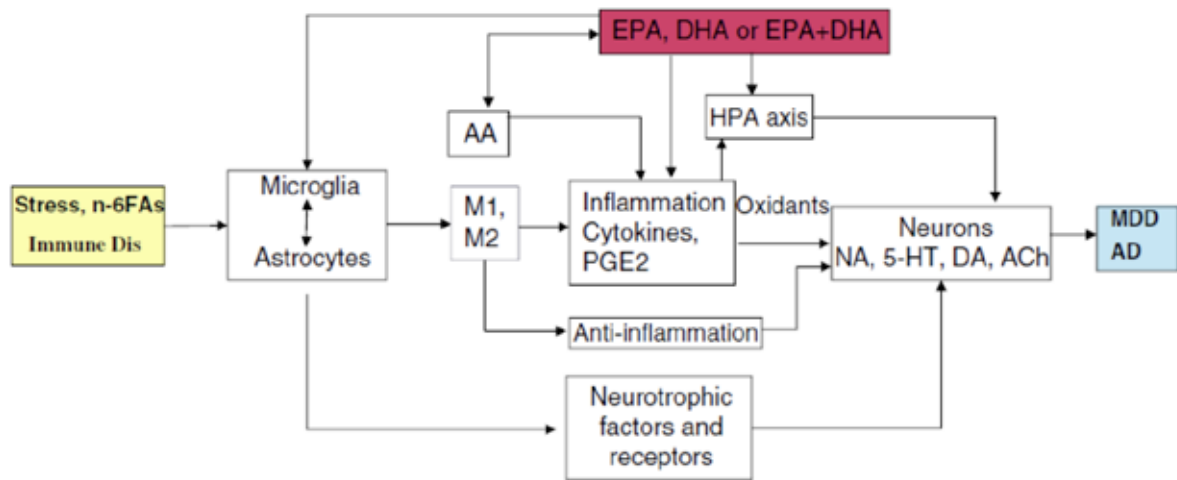 EPA, DHA or EPA+DHA
AA
HPA axis
Stress, n-6FAs
Immune Dis
Microglia
Astrocytes
M1,
M2
Inflammation
Cytokines,
PGE2
Oxidants
Neurons
NA, 5-HT, DA, ACh
MDD
AD
Anti-inflammation
Neurotrophic
factors and
receptors